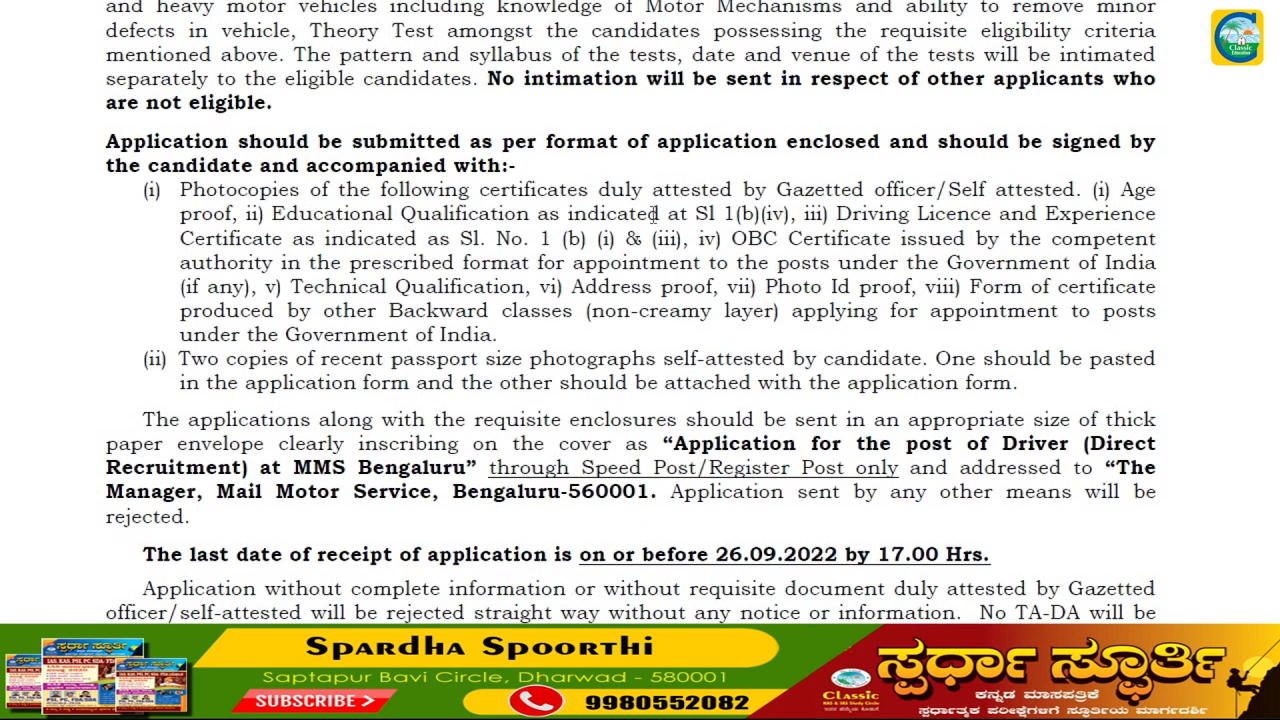 and heavy motor vehicles including knowledge of Motor Mechanisms and ability to remove minor
defects in vehicle, Theory Test amongst the candidates possessing the requisite eligibility criteria
mentioned above. The pattern and syllabus of the tests, date and venue of the tests will be intimated
separately to the eligible candidates. No intimation will be sent in respect of other applicants who
are not eligible.
Application should be submitted as per format of application enclosed and should be signed by
the candidate and accompanied with:-
(i) Photocopies of the following certificates duly attested by Gazetted officer/Self attested. (i) Age
proof, ii) Educational Qualification as indicated at Sl 1(b)(iv), iii) Driving Licence and Experience
Certificate as indicated as Sl. No. 1 (b) (i) & (iii), iv) OBC Certificate issued by the competent
authority in the prescribed format for appointment to the posts under the Government of India
(if any), v) Technical Qualification, vi) Address proof, vii) Photo Id proof, viii) Form of certificate
produced by other Backward classes (non-creamy layer) applying for appointment to posts
under the Government of India.
(ii) Two copies of recent passport size photographs self-attested by candidate. One should be pasted
in the application form and the other should be attached with the application form.
The applications along with the requisite enclosures should be sent in an appropriate size of thick
paper envelope clearly inscribing on the cover as “Application for the post of Driver (Direct
Recruitment) at MMS Bengaluru” through Speed Post/Register Post only and addressed to “The
Manager, Mail Motor Service, Bengaluru-560001. Application sent by any other means will be
rejected.
The last date of receipt of application is on or before 26.09.2022 by 17.00 Hrs.
Application without complete information or without requisite document duly attested by Gazetted
officer/self-attested will be rejected straight way without any notice or information. No TA-DA will be
Classic
Education
Spardha Spoorthi
Saptapur Bavi Circle, Dharwad - 580001
SUBSCRIBE >
9980552082
Classic
KAS & IAS Study Circle
ಸ್ಪರ್ಧಾ ಸ್ಫೂರ್ತಿ
ಕನ್ನಡ ಮಾಸಪತ್ರಿಕೆ
ಸ್ಪರ್ಧಾತ್ಮಕ ಪರೀಕ್ಷೆಗಳಿಗೆ ಸ್ಫೂರ್ತಿಯ ಮಾರ್ಗದರ್ಶಿ